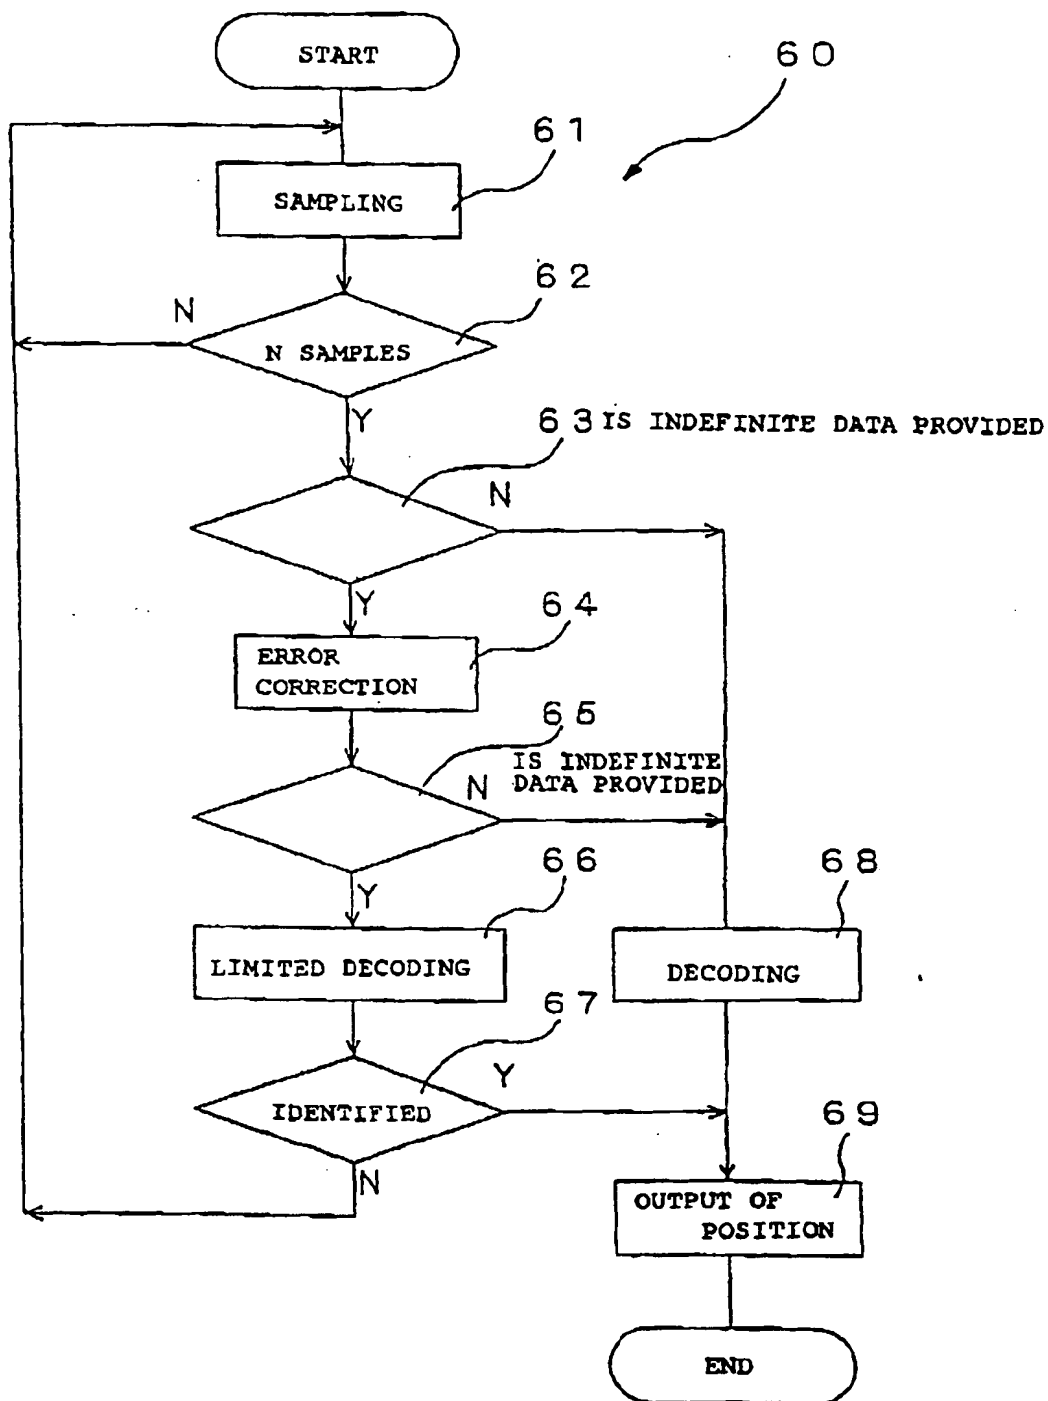 START
60
61
SAMPLING
62
N
N SAMPLES
Y
63 IS INDEFINITE DATA PROVIDED
N
Y
64
ERROR
CORRECTION
65
IS INDEFINITE
DATA PROVIDED
N
66
68
Y
LIMITED DECODING
DECODING
67
Y
IDENTIFIED
69
N
OUTPUT OF
POSITION
END